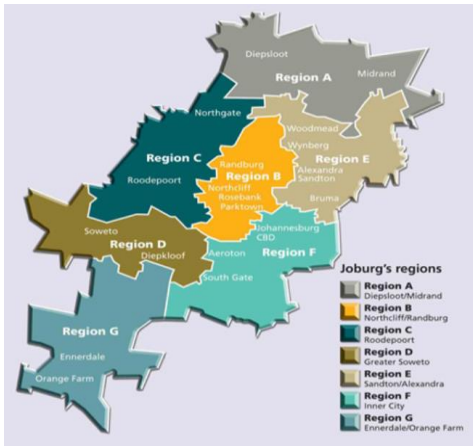 Diepsloot
Midrand
Region A
Northgate
Woodmead
Wynberg
Region C
Region E
Randburg
Region B
Alexandra
Sandton
Roodepoort
Northcliff
Rosebank
Parktown
Bruma
Soweto
Johannesburg
CBD
Region D
Diepkloof
Aeroton
Region F
South Gate
Region G
Ennerdale
Orange Farm
Joburg's regions
Region A
Diepsloot/Midrand
Region B
Northcliff/Randburg
Region C
Roodepoort
Region D
Greater Soweto
Region E
Sandton/Alexandra
Region F
Inner City
Region G
Ennerdale/Orange Farm